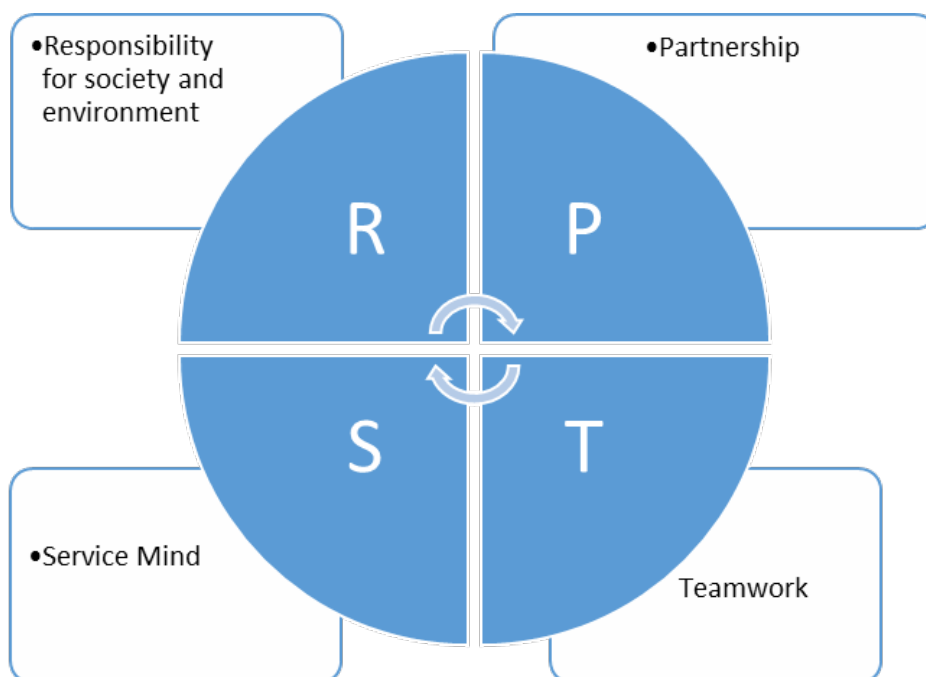 •Responsibility
for society and
environment
•Partnership
R
P
S
T
•Service Mind
Teamwork